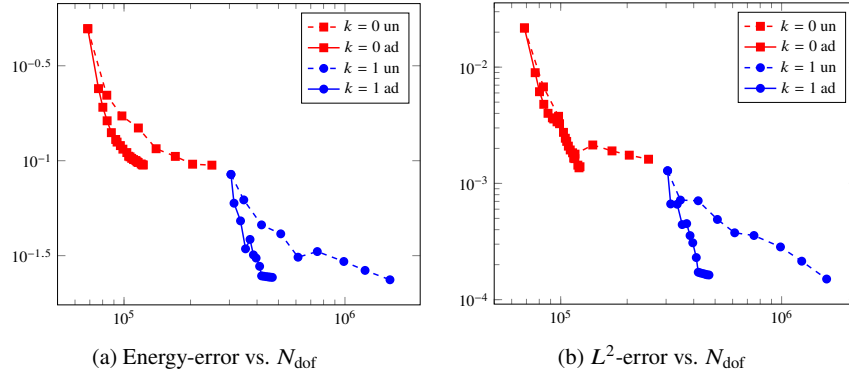 k = 0 un
k = 0 ad
k = 1 un
k = 1 ad
10^−0.5
10^−1
10^−1.5
10^5
10^6
(a) Energy-error vs. N_dof
k = 0 un
k = 0 ad
k = 1 un
k = 1 ad
10^−2
10^−3
10^−4
10^5
10^6
(b) L^2-error vs. N_dof